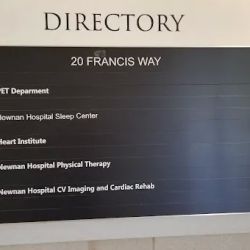 DIRECTORY
20 FRANCIS WAY
PET Deparment
Newnan Hospital Sleep Center
Heart Institute
Newnan Hospital Physical Therapy
Newnan Hospital CV Imaging and Cardiac Rehab